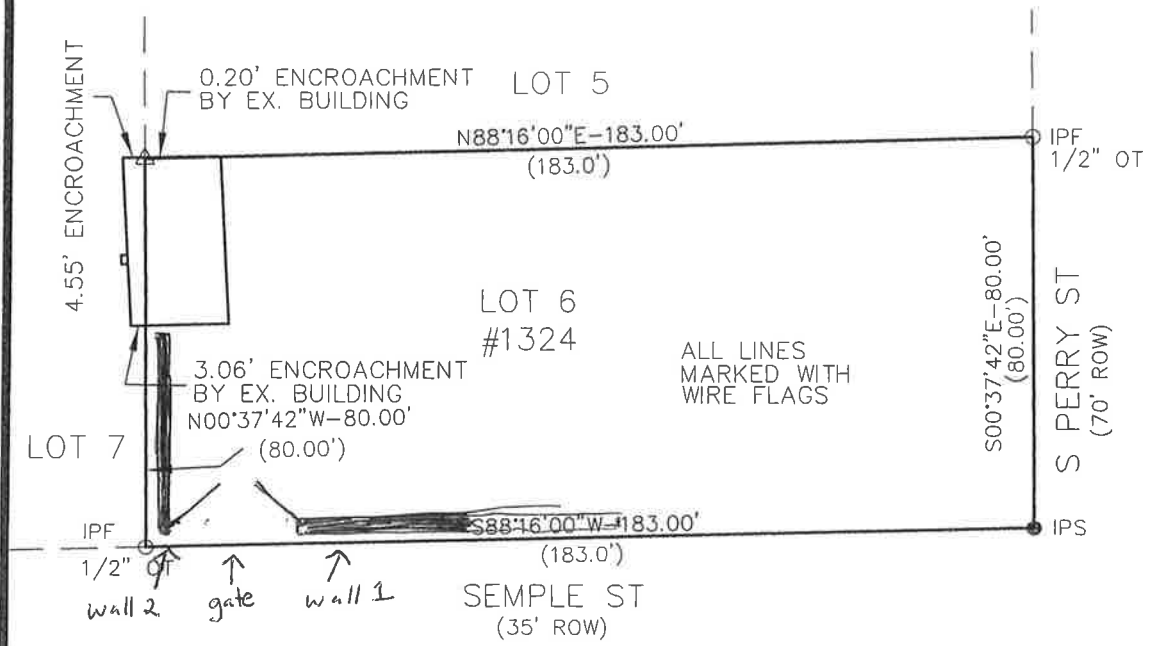 4.55' ENCROACHMENT
0.20' ENCROACHMENT
BY EX. BUILDING
LOT 5
N88°16'00"E-183.00'
(183.0')
IPF
1/2" OT
LOT 6
#1324
ALL LINES
MARKED WITH
WIRE FLAGS
S00°37'42"E-80.00'
(80.00')
S PERRY ST
(70' ROW)
3.06' ENCROACHMENT
BY EX. BUILDING
N00°37'42"W-80.00'
(80.00')
LOT 7
IPF
1/2" OT
S88°16'00"W-183.00'
(183.0')
IPS
wall 2
gate
wall 1
SEMPLE ST
(35' ROW)